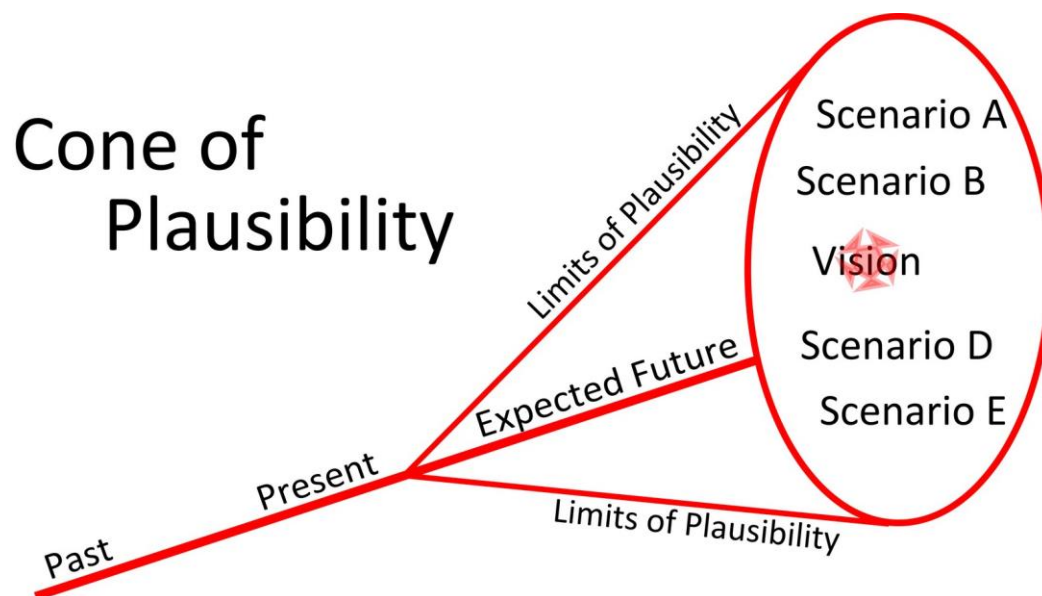 Cone of
Plausibility
Limits of Plausibility
Scenario A
Scenario B
Vision
Scenario D
Scenario E
Expected Future
Present
Past
Limits of Plausibility